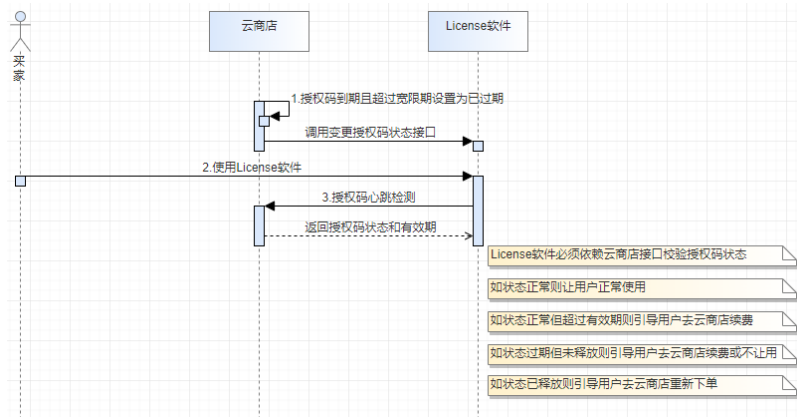 云商店
License软件
买
家
1.授权码到期且超过宽限期设置为已过期
调用变更授权码状态接口
2.使用License软件
3.授权码心跳检测
返回授权码状态和有效期
License软件必须依赖云商店接口校验授权码状态
如状态正常则让用户正常使用
如状态正常但超过有效期则引导用户去云商店续费
如状态过期但未释放则引导用户去云商店续费或不让用
如状态已释放则引导用户去云商店重新下单